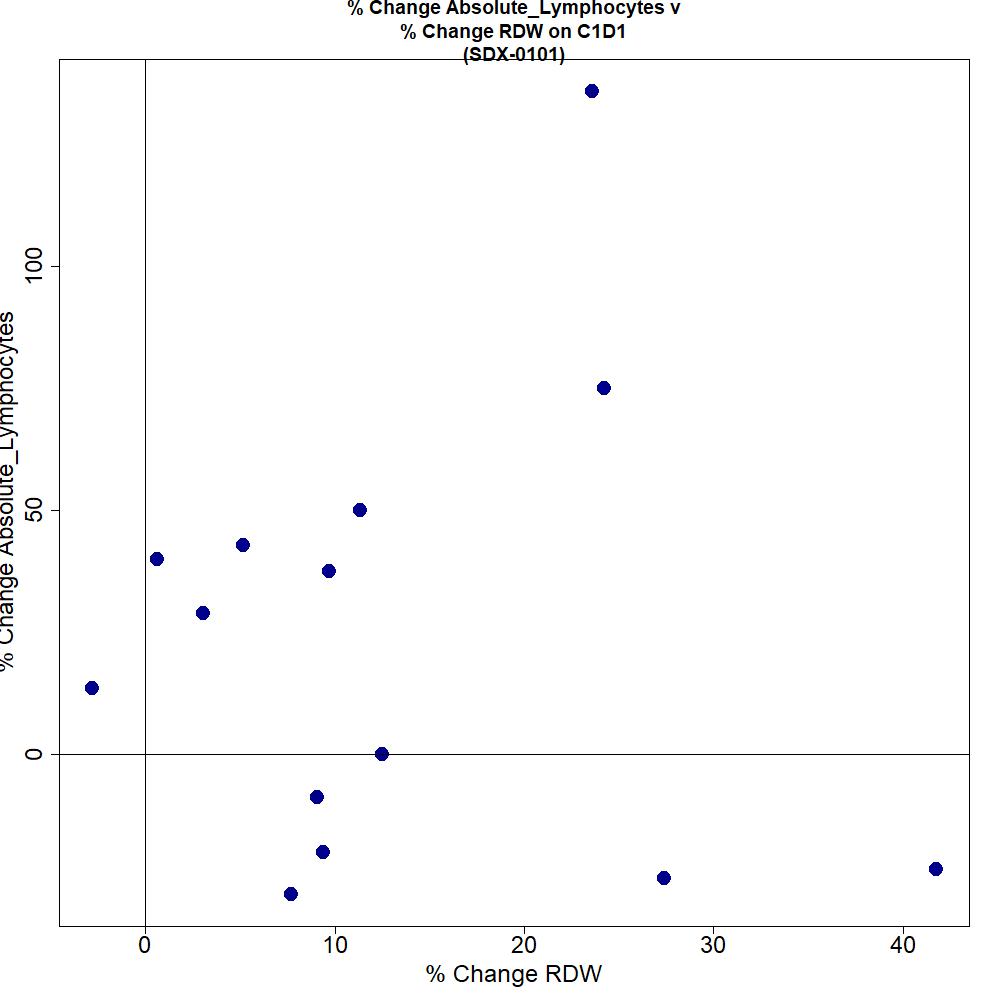 % Change Absolute_Lymphocytes v
% Change RDW on C1D1
(SDX-0101)
% Change Absolute_Lymphocytes
100
50
0
0
10
20
30
40
% Change RDW